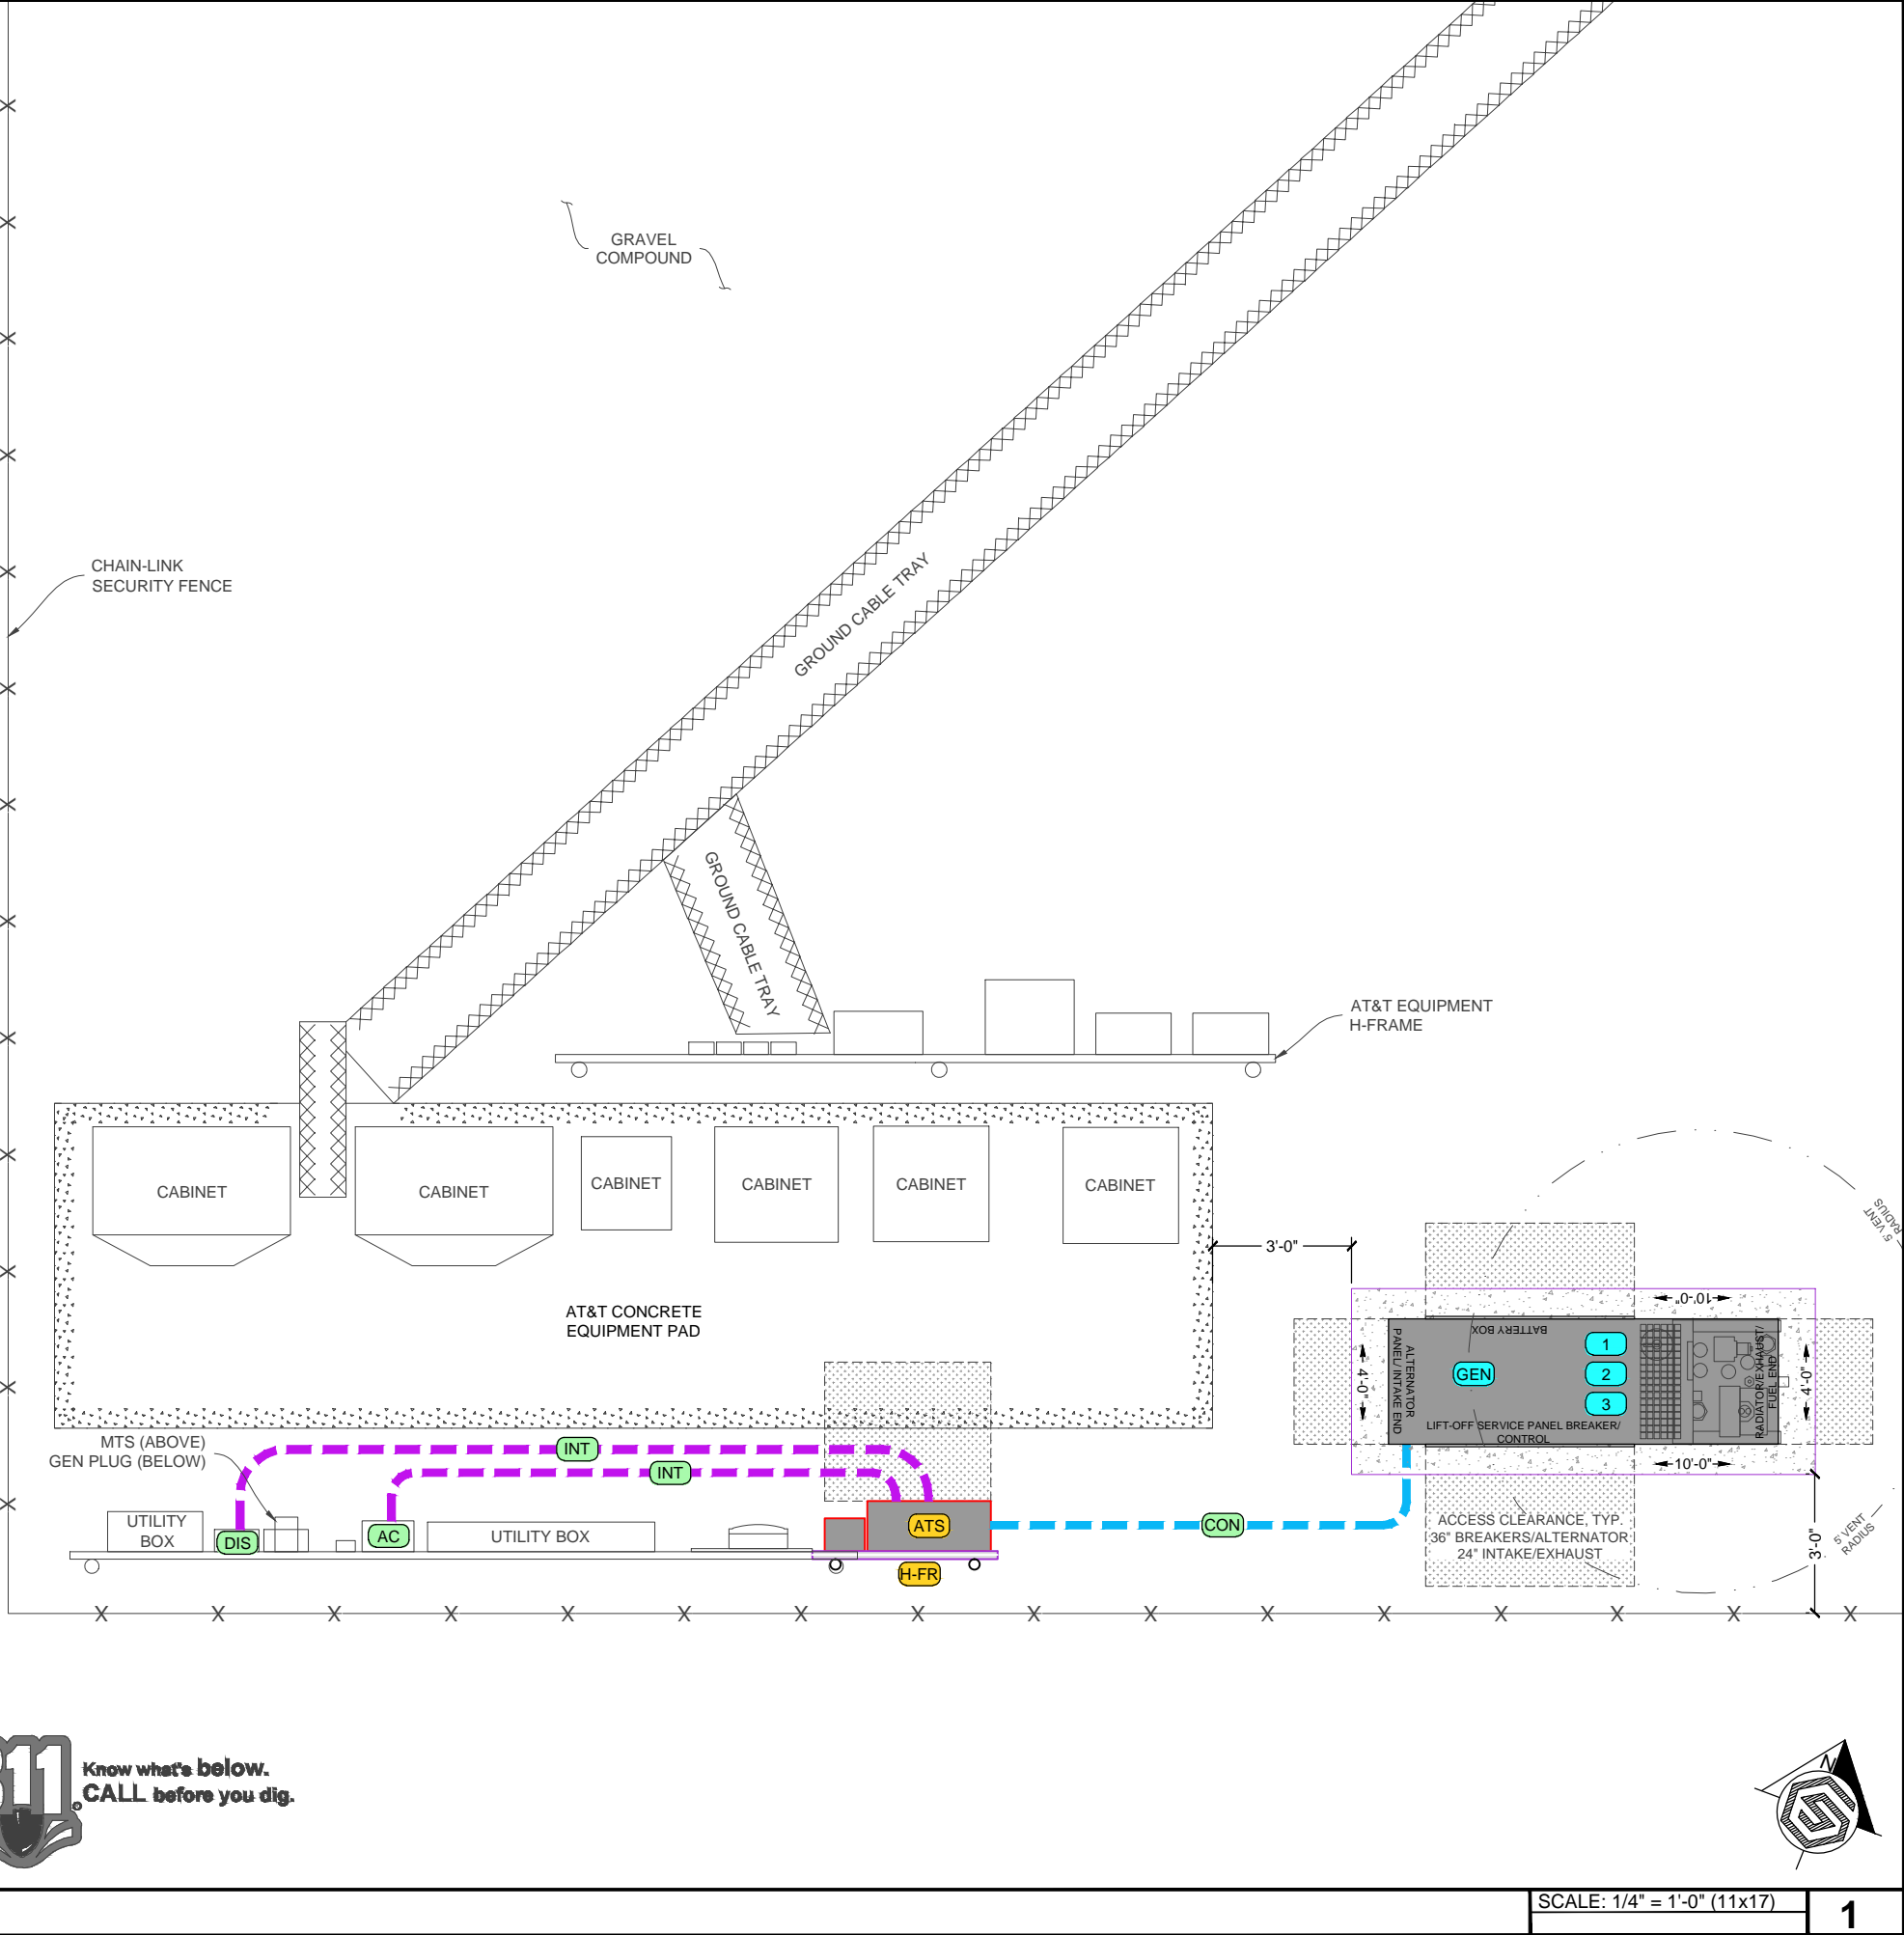 GRAVEL
COMPOUND
CHAIN-LINK
SECURITY FENCE
GROUND CABLE TRAY
GROUND CABLE TRAY
AT&T EQUIPMENT
H-FRAME
CABINET
CABINET
CABINET
CABINET
CABINET
CABINET
3'-0"
5' VENT
RADIUS
AT&T CONCRETE
EQUIPMENT PAD
10'-0"
BATTERY BOX
ALTERNATOR
PANEL/ INTAKE END
4'-0"
GEN
1
2
3
RADIATOR/EXHAUST/
FUEL END
4'-0"
LIFT-OFF SERVICE PANEL BREAKER/
CONTROL
10'-0"
MTS (ABOVE)
GEN PLUG (BELOW)
INT
INT
UTILITY
BOX
DIS
AC
UTILITY BOX
ATS
H-FR
CON
ACCESS CLEARANCE, TYP.
36" BREAKERS/ALTERNATOR
24" INTAKE/EXHAUST
3'-0"
5' VENT
RADIUS
X X X X X X X X X X X X X X X X
811
Know what's below.
CALL before you dig.
N
SCALE: 1/4" = 1'-0" (11x17)
1